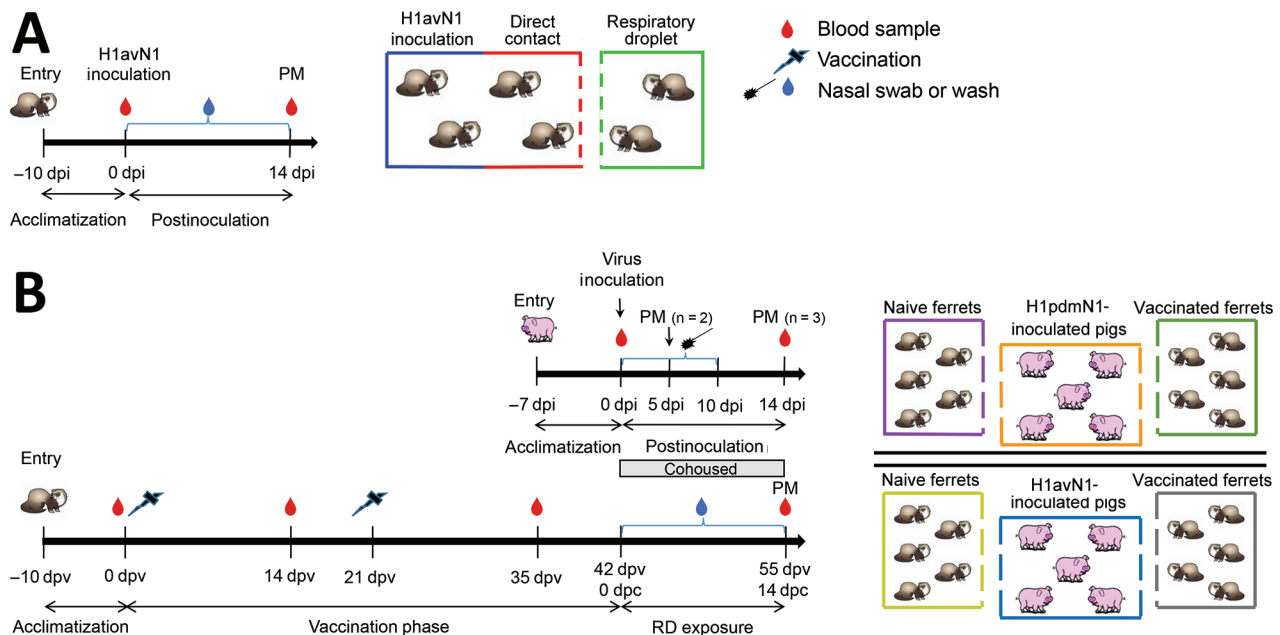 A
Entry
H1avN1
inoculation
PM
–10 dpi
0 dpi
14 dpi
Acclimatization
Postinoculation
H1avN1
inoculation
Direct
contact
Respiratory
droplet
Blood sample
Vaccination
Nasal swab or wash
B
Virus
inoculation
Entry
PM (n = 2)
PM (n = 3)
–7 dpi
0 dpi
5 dpi
10 dpi
14 dpi
Acclimatization
Postinoculation
Cohoused
Entry
PM
–10 dpv
0 dpv
14 dpv
21 dpv
35 dpv
42 dpv
0 dpc
55 dpv
14 dpc
Acclimatization
Vaccination phase
RD exposure
Naive ferrets
H1pdmN1-
inoculated pigs
Vaccinated ferrets
Naive ferrets
H1avN1-
inoculated pigs
Vaccinated ferrets